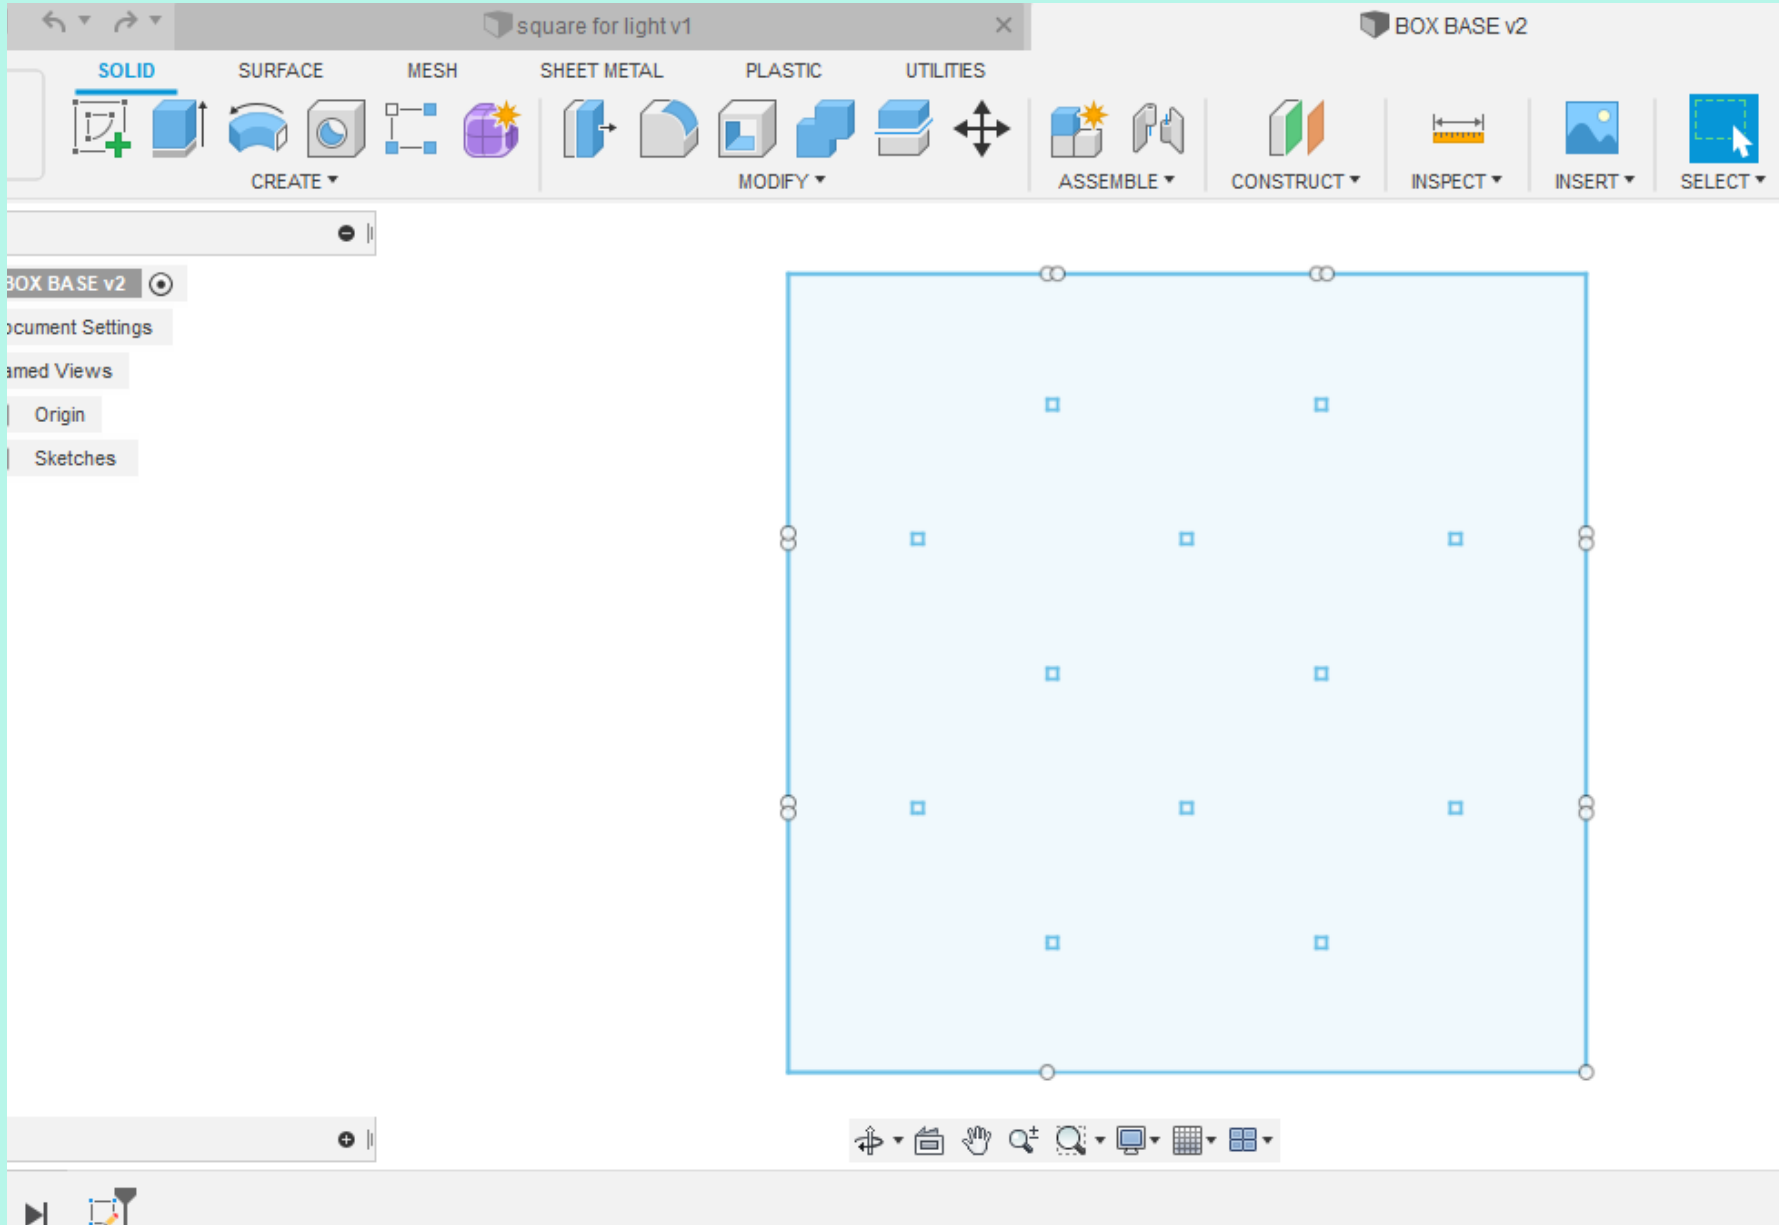 square for light v1
BOX BASE v2
SOLID SURFACE MESH SHEET METAL PLASTIC UTILITIES
CREATE MODIFY ASSEMBLE CONSTRUCT INSPECT INSERT SELECT
BOX BASE v2
ocument Settings
amed Views
Origin
Sketches